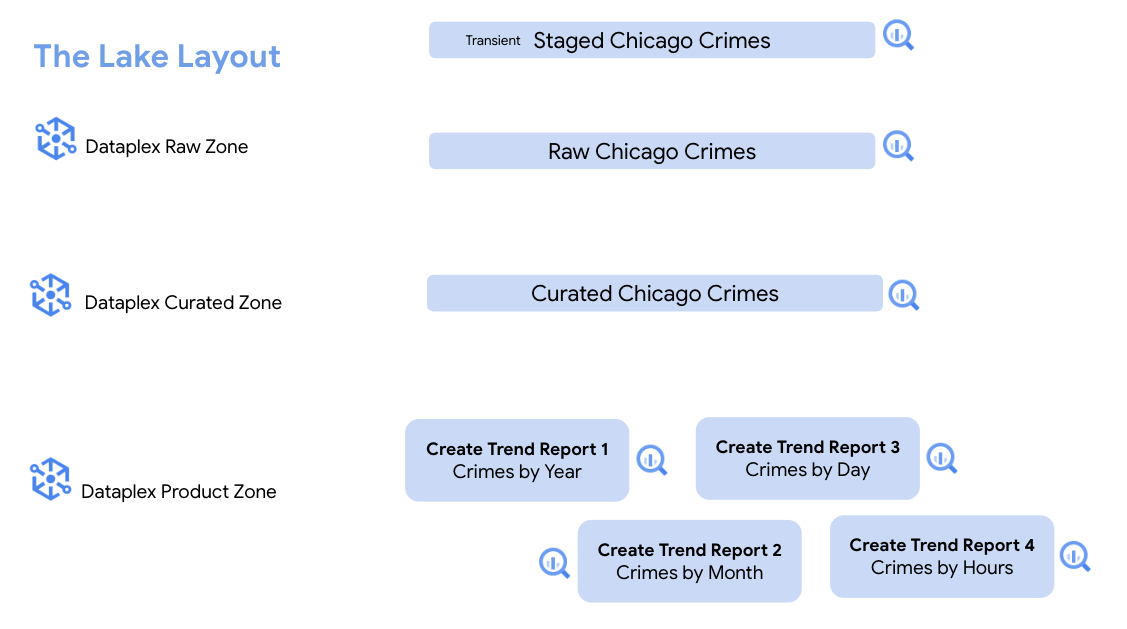 The Lake Layout
Transient Staged Chicago Crimes
Dataplex Raw Zone
Raw Chicago Crimes
Dataplex Curated Zone
Curated Chicago Crimes
Dataplex Product Zone
Create Trend Report 1
Crimes by Year
Create Trend Report 3
Crimes by Day
Create Trend Report 2
Crimes by Month
Create Trend Report 4
Crimes by Hours